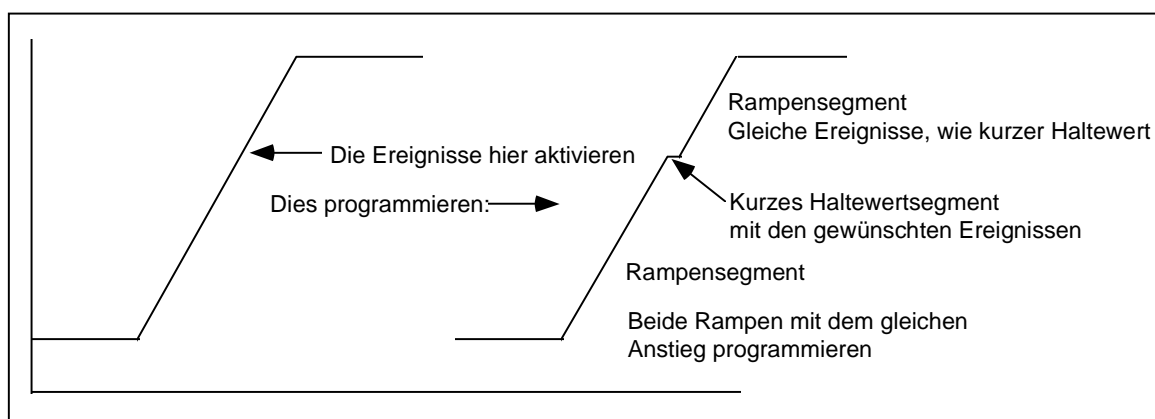 Die Ereignisse hier aktivieren
Dies programmieren:
Rampensegment
Gleiche Ereignisse, wie kurzer Haltewert
Kurzes Haltewertsegment
mit den gewünschten Ereignissen
Rampensegment
Beide Rampen mit dem gleichen
Anstieg programmieren